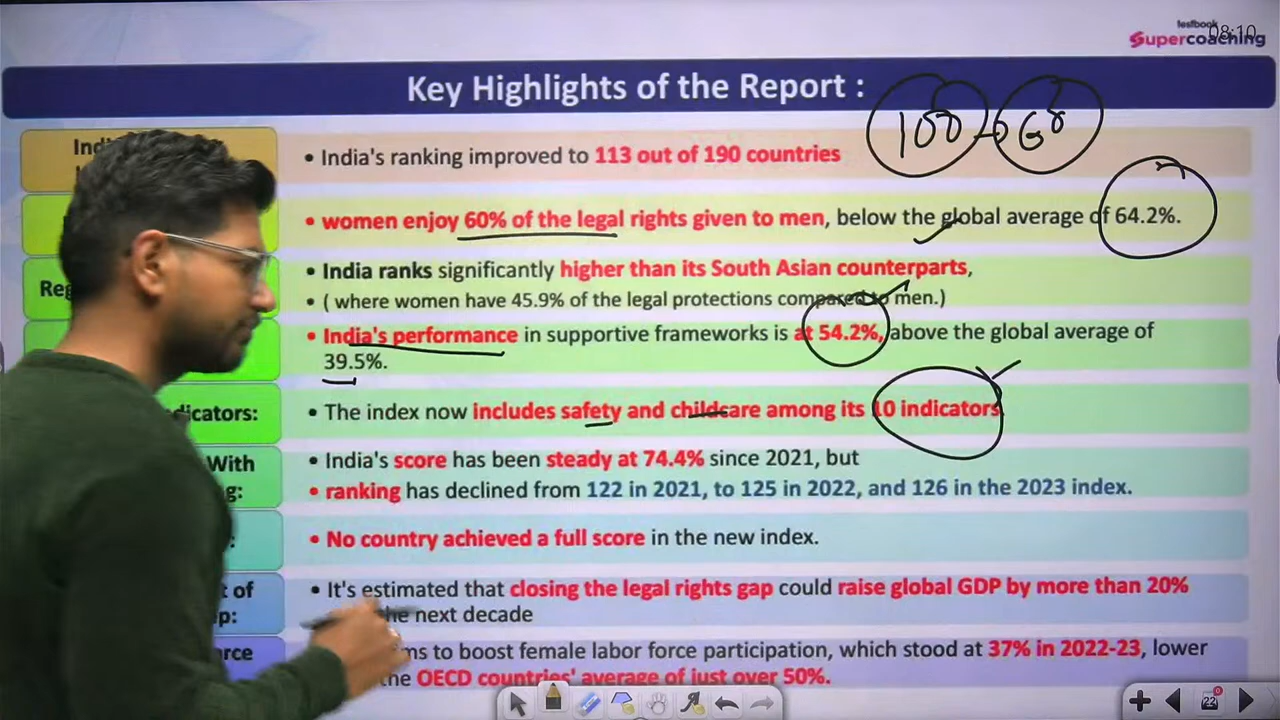 testbook
Supercoaching
08:10
Key Highlights of the Report :
100 → 60
• India's ranking improved to 113 out of 190 countries
• women enjoy 60% of the legal rights given to men, below the global average of 64.2%.
• India ranks significantly higher than its South Asian counterparts,
• ( where women have 45.9% of the legal protections compared to men.)
• India's performance in supportive frameworks is at 54.2%, above the global average of
39.5%.
• The index now includes safety and childcare among its 10 indicators
With
• India's score has been steady at 74.4% since 2021, but
• ranking has declined from 122 in 2021, to 125 in 2022, and 126 in the 2023 index.
• No country achieved a full score in the new index.
of
• It's estimated that closing the legal rights gap could raise global GDP by more than 20%
next decade
to boost female labor force participation, which stood at 37% in 2022-23, lower
OECD countries' average of just over 50%.
22